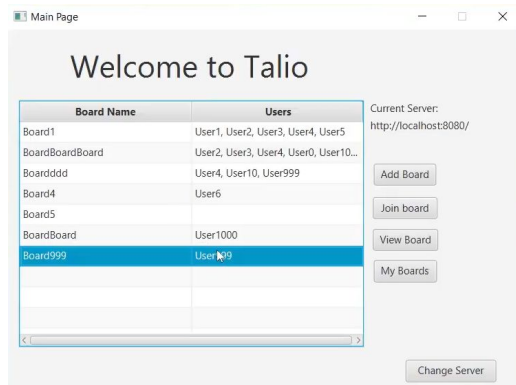 Main Page
Welcome to Talio
Board Name Users
Board1 User1, User2, User3, User4, User5
BoardBoardBoard User2, User3, User4, User0, User10...
Boardddd User4, User10, User999
Board4 User6
Board5
BoardBoard User1000
Board999
Current Server:
http://localhost:8080/
Add Board
Join board
View Board
My Boards
Change Server